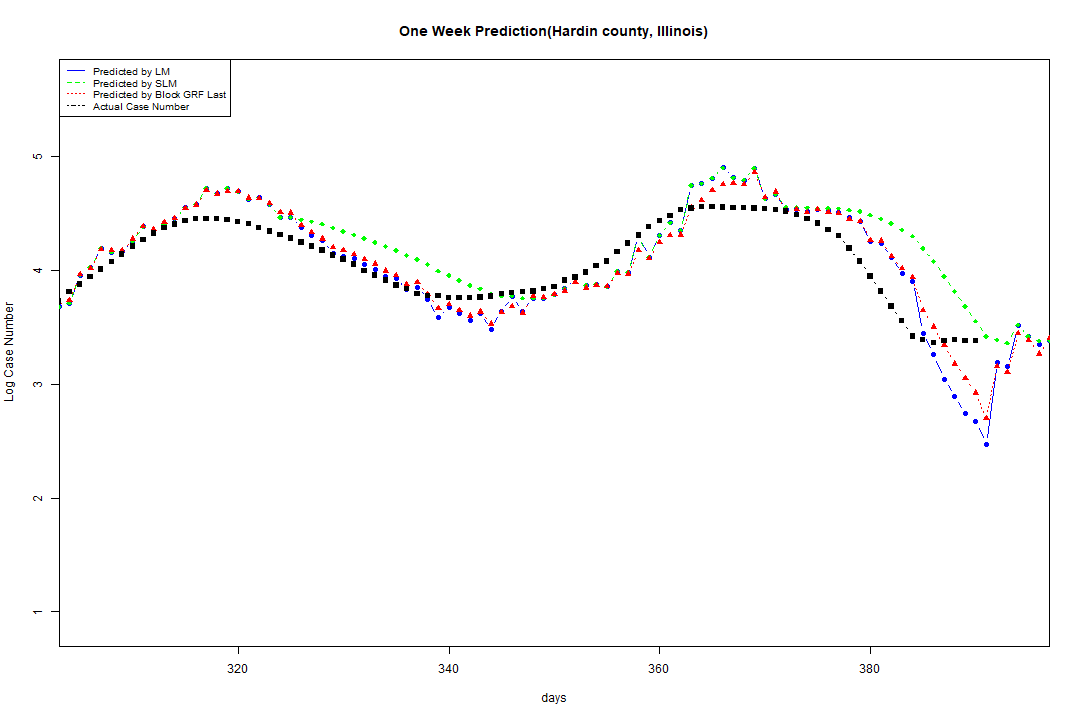 One Week Prediction(Hardin county, Illinois)
Predicted by LM
Predicted by SLM
Predicted by Block GRF Last
Actual Case Number
5
4
3
2
1
Log Case Number
320
340
360
380
days